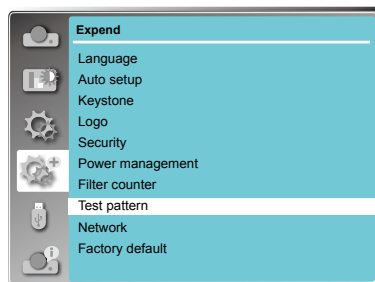 Expend
Language
Auto setup
Keystone
Logo
Security
Power management
Filter counter
Test pattern
Network
Factory default